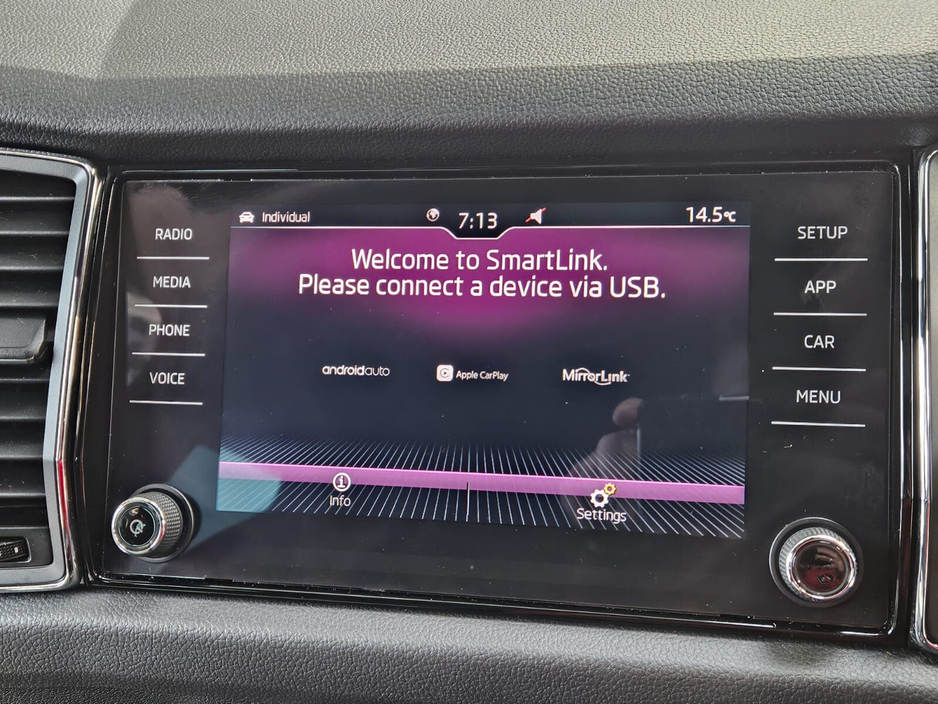 Individual
7:13
14.5°C
RADIO
MEDIA
PHONE
VOICE
Welcome to SmartLink.
Please connect a device via USB.
androidauto
Apple CarPlay
MirrorLink
Info
Settings
SETUP
APP
CAR
MENU